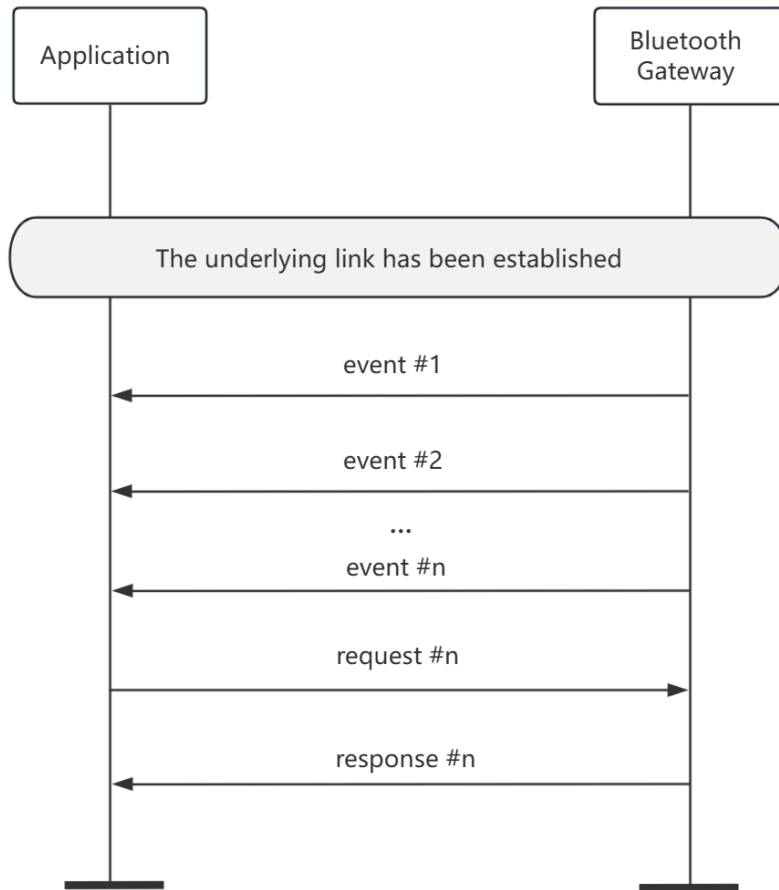 Application
Bluetooth
Gateway
The underlying link has been established
event #1
event #2
...
event #n
request #n
response #n